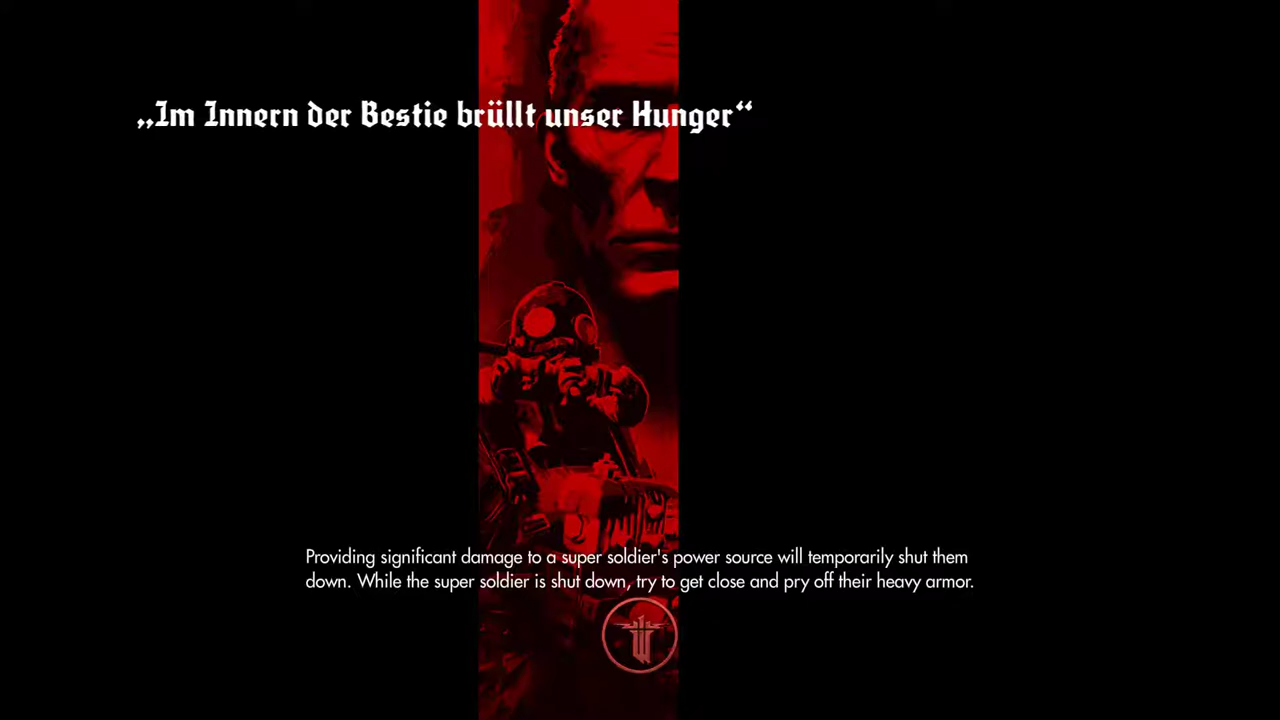 „Im Innern der Bestie brüllt unser Hunger“
Providing significant damage to a super soldier's power source will temporarily shut them
down. While the super soldier is shut down, try to get close and pry off their heavy armor.